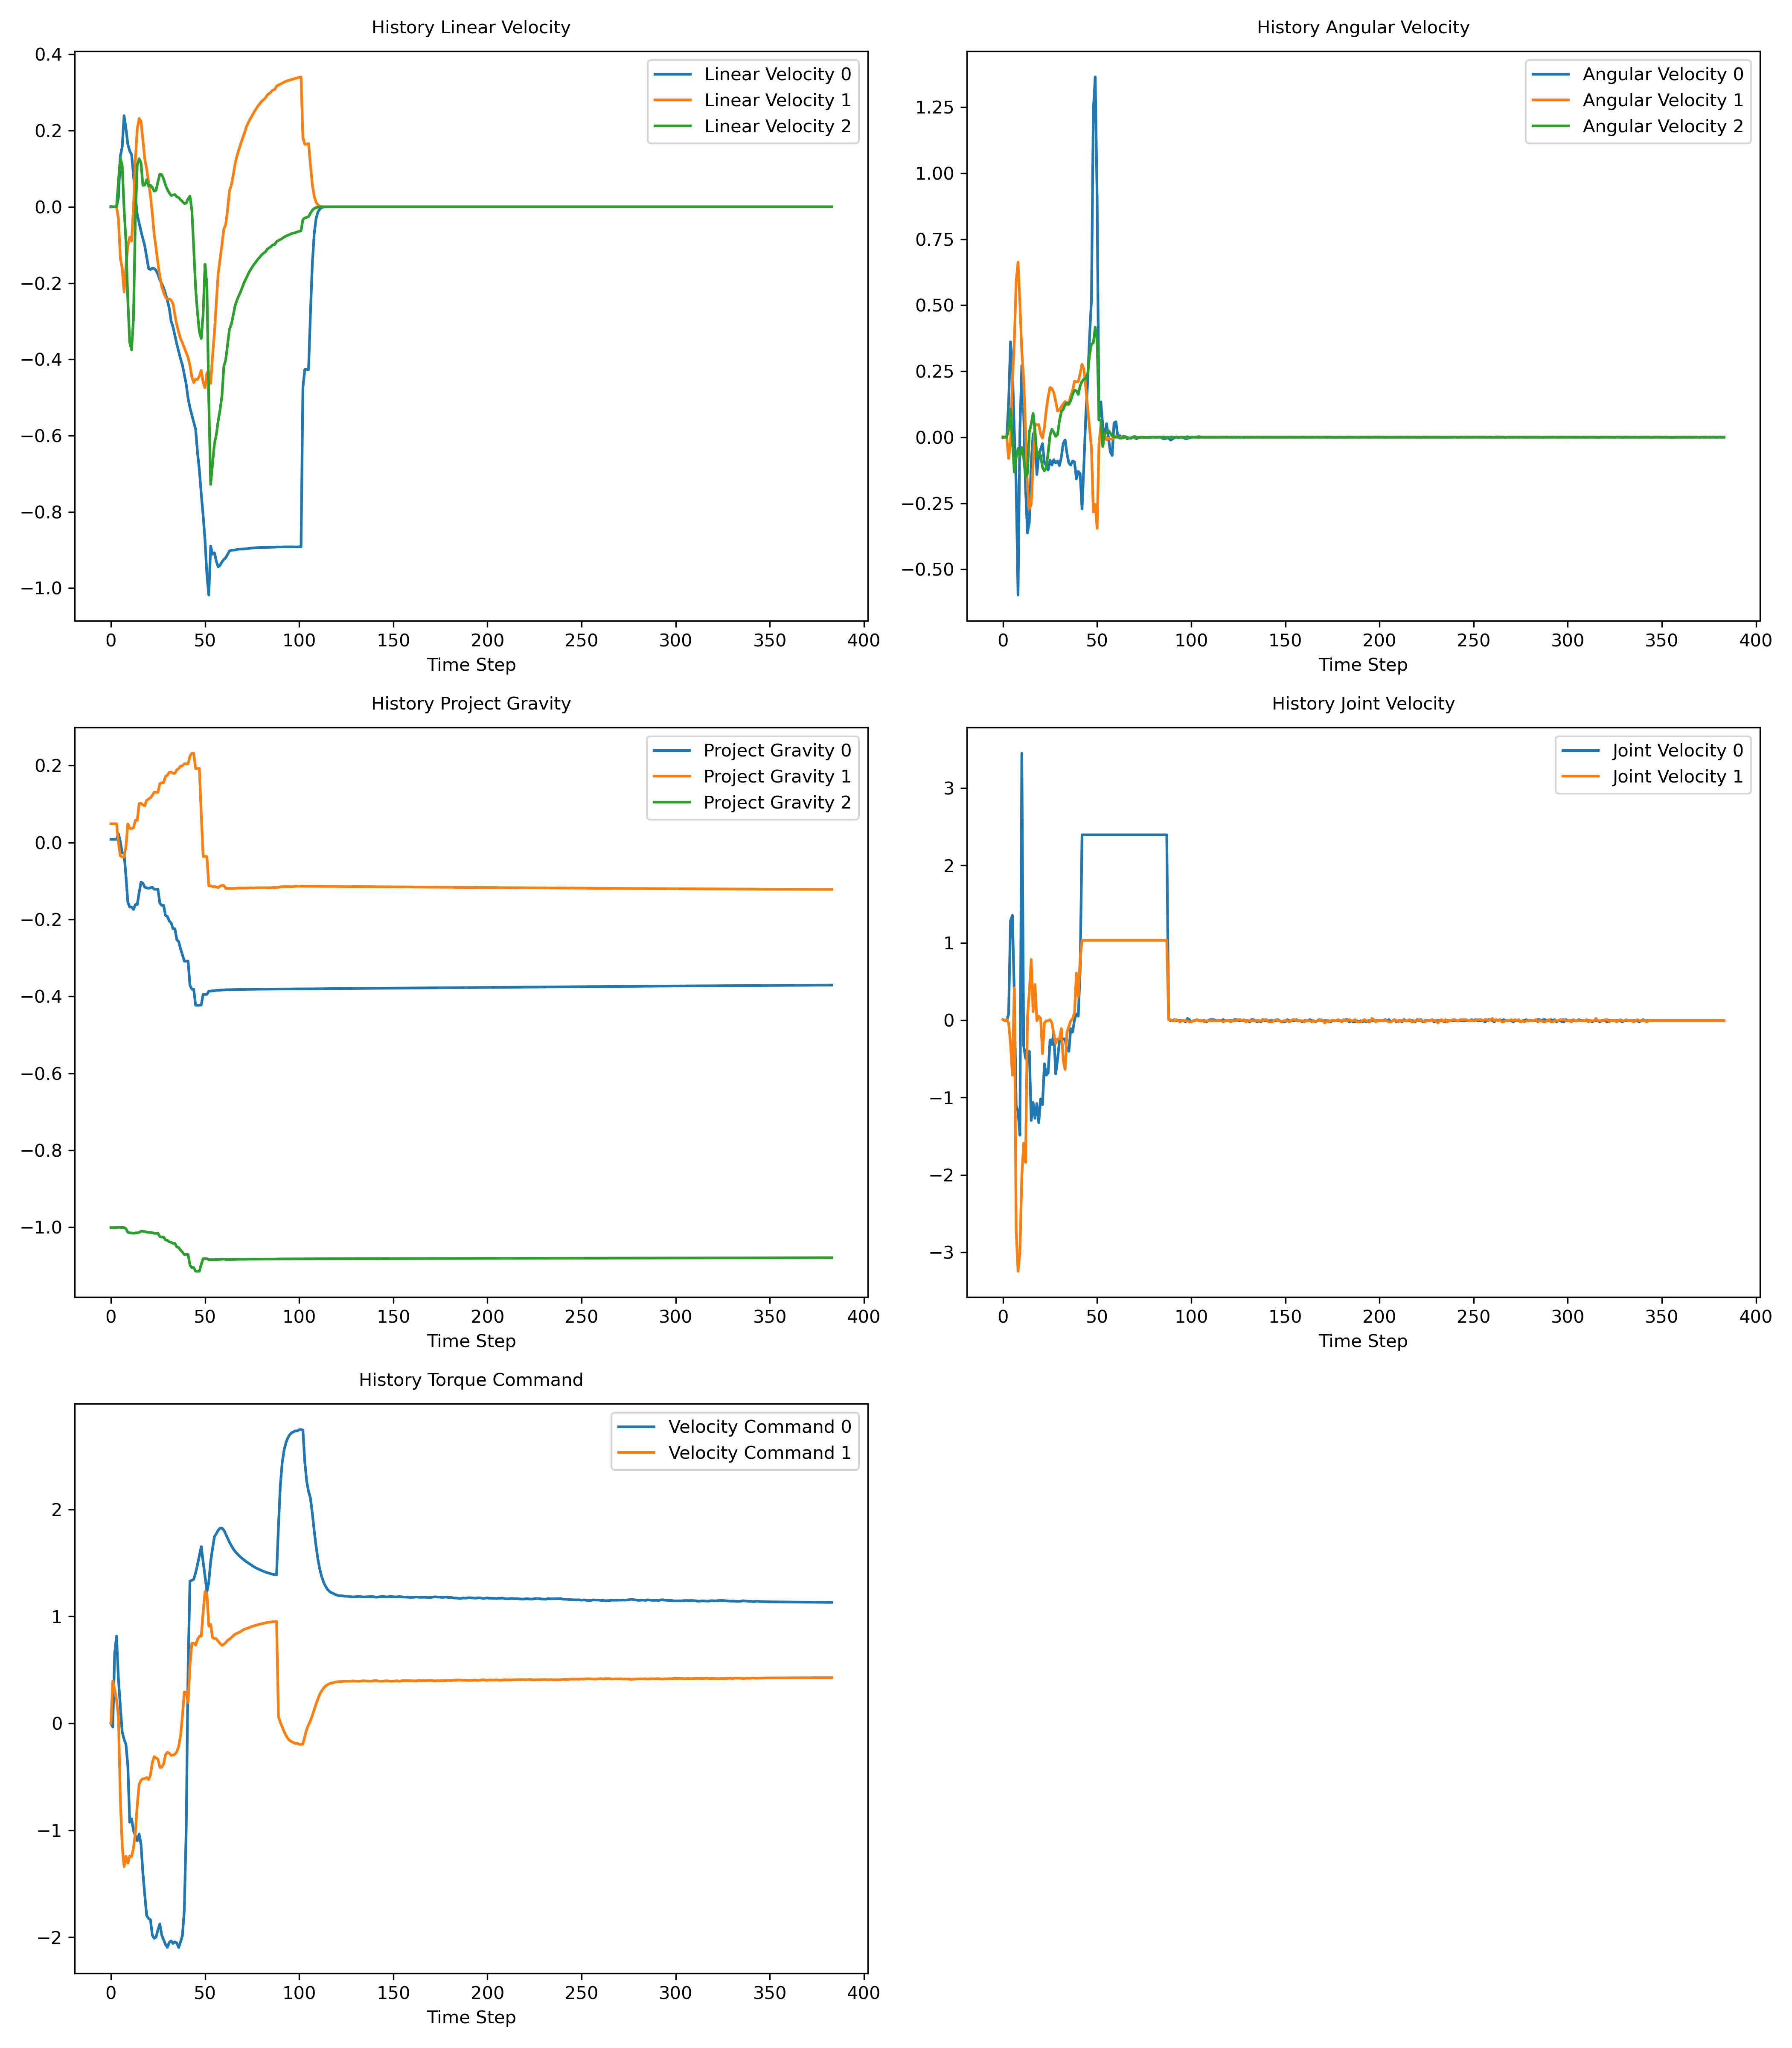 History Linear Velocity
0.4
0.2
0.0
−0.2
−0.4
−0.6
−0.8
−1.0
0 50 100 150 200 250 300 350 400
Time Step
Linear Velocity 0
Linear Velocity 1
Linear Velocity 2
History Angular Velocity
1.25
1.00
0.75
0.50
0.25
0.00
−0.25
−0.50
0 50 100 150 200 250 300 350 400
Time Step
Angular Velocity 0
Angular Velocity 1
Angular Velocity 2
History Project Gravity
0.2
0.0
−0.2
−0.4
−0.6
−0.8
−1.0
0 50 100 150 200 250 300 350 400
Time Step
Project Gravity 0
Project Gravity 1
Project Gravity 2
History Joint Velocity
3
2
1
0
−1
−2
−3
0 50 100 150 200 250 300 350 400
Time Step
Joint Velocity 0
Joint Velocity 1
History Torque Command
2
1
0
−1
−2
0 50 100 150 200 250 300 350 400
Time Step
Velocity Command 0
Velocity Command 1